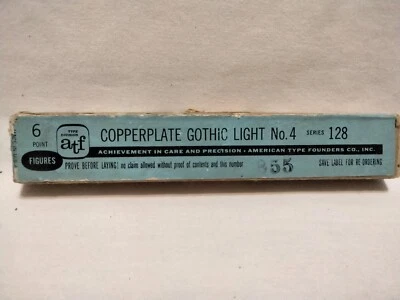 6 POINT FIGURES
TYPE DIVISION atf
COPPERPLATE GOTHiC LIGHT No.4 SERIES 128
ACHIEVEMENT IN CARE AND PRECISION • AMERICAN TYPE FOUNDERS CO., INC.
PROVE BEFORE LAYING! no claim allowed without proof of contents and this number 55 SAVE LABEL FOR RE-ORDERING